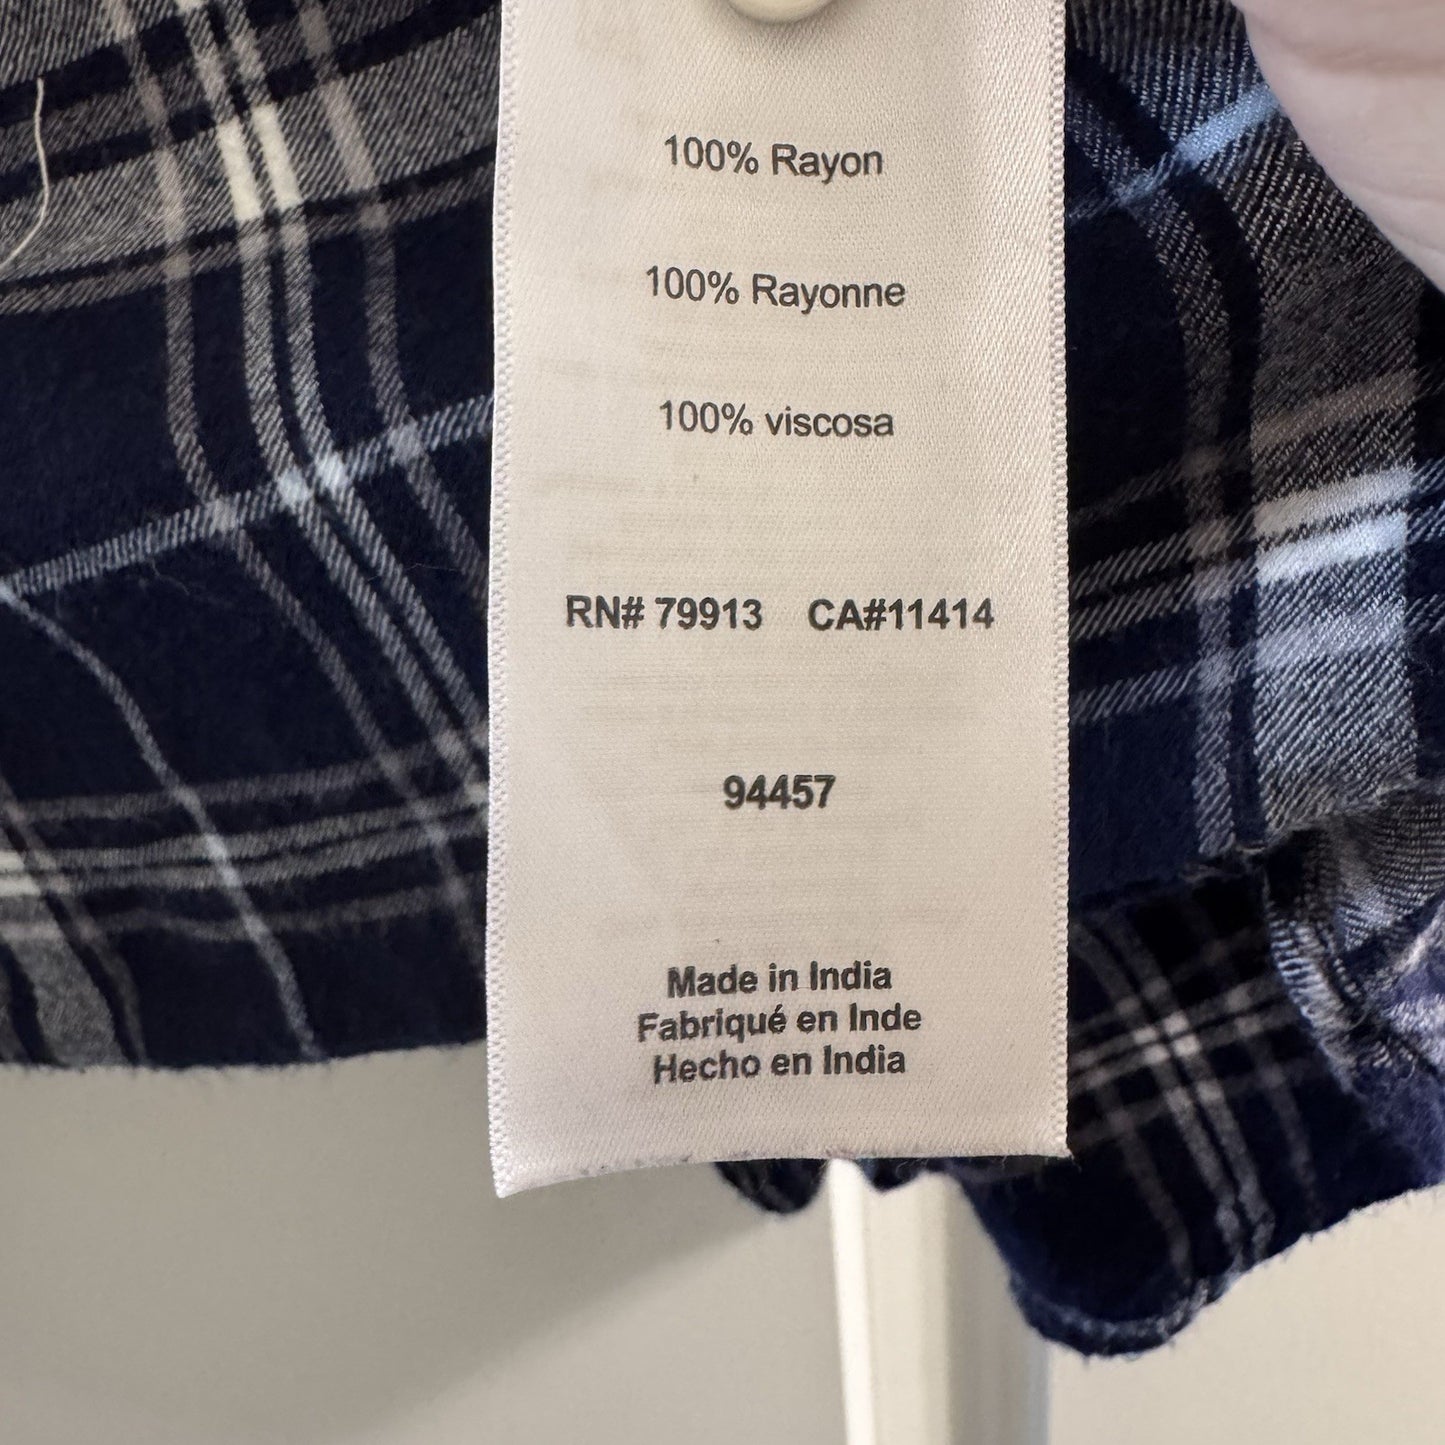 100% Rayon
100% Rayonne
100% viscosa
RN# 79913 CA#11414
94457
Made in India
Fabriqué en Inde
Hecho en India